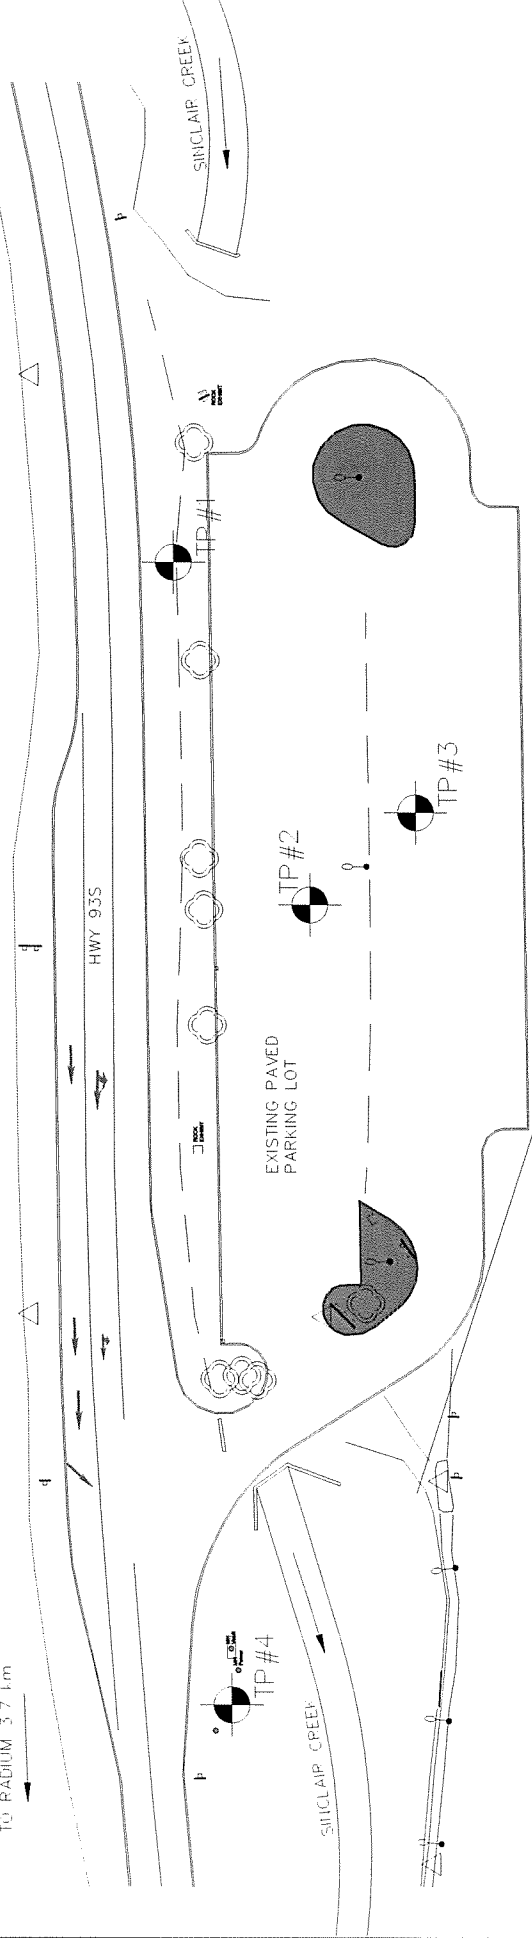 SINCLAIR CREEK
ROCK
EXHIBIT
TP#1
TP#3
TP#2
HWY 93S
EXISTING PAVED
PARKING LOT
ROCK
EXHIBIT
TP#4
SINCLAIR CREEK
TO RADIUM 3.7 km